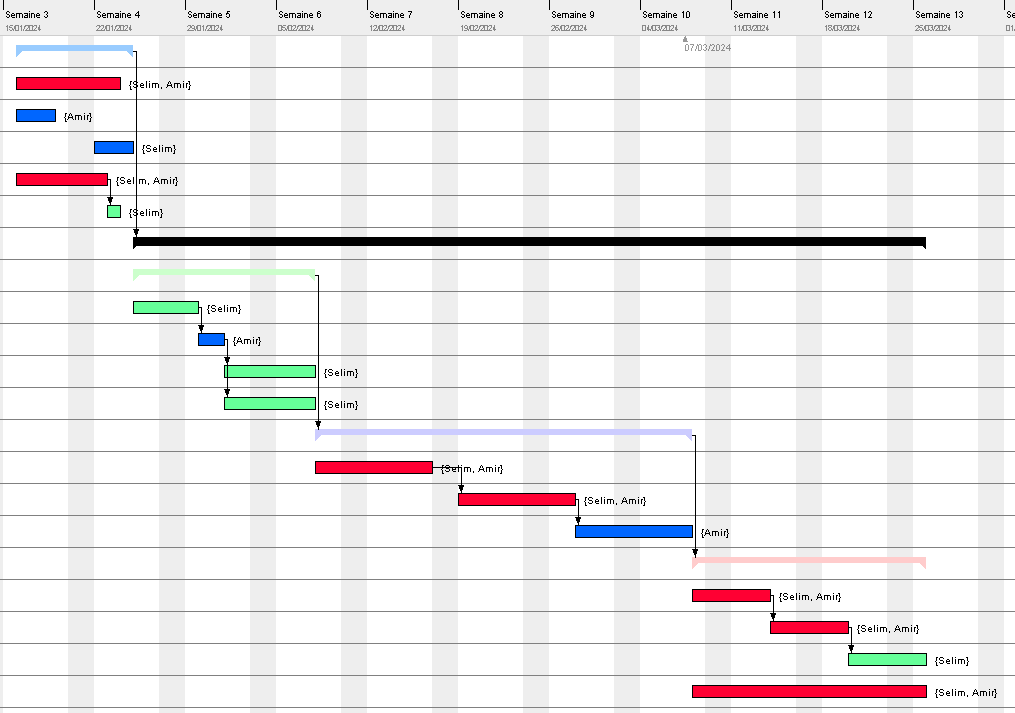 Semaine 3 Semaine 4 Semaine 5 Semaine 6 Semaine 7 Semaine 8 Semaine 9 Semaine 10 Semaine 11 Semaine 12 Semaine 13 Se
15/01/2024 22/01/2024 29/01/2024 05/02/2024 12/02/2024 19/02/2024 26/02/2024 04/03/2024 11/03/2024 18/03/2024 25/03/2024 01/
07/03/2024
{Selim, Amir}
{Amir}
{Selim}
{Selim, Amir}
{Selim}
{Selim}
{Amir}
{Selim}
{Selim}
{Selim, Amir}
{Selim, Amir}
{Amir}
{Selim, Amir}
{Selim, Amir}
{Selim}
{Selim, Amir}